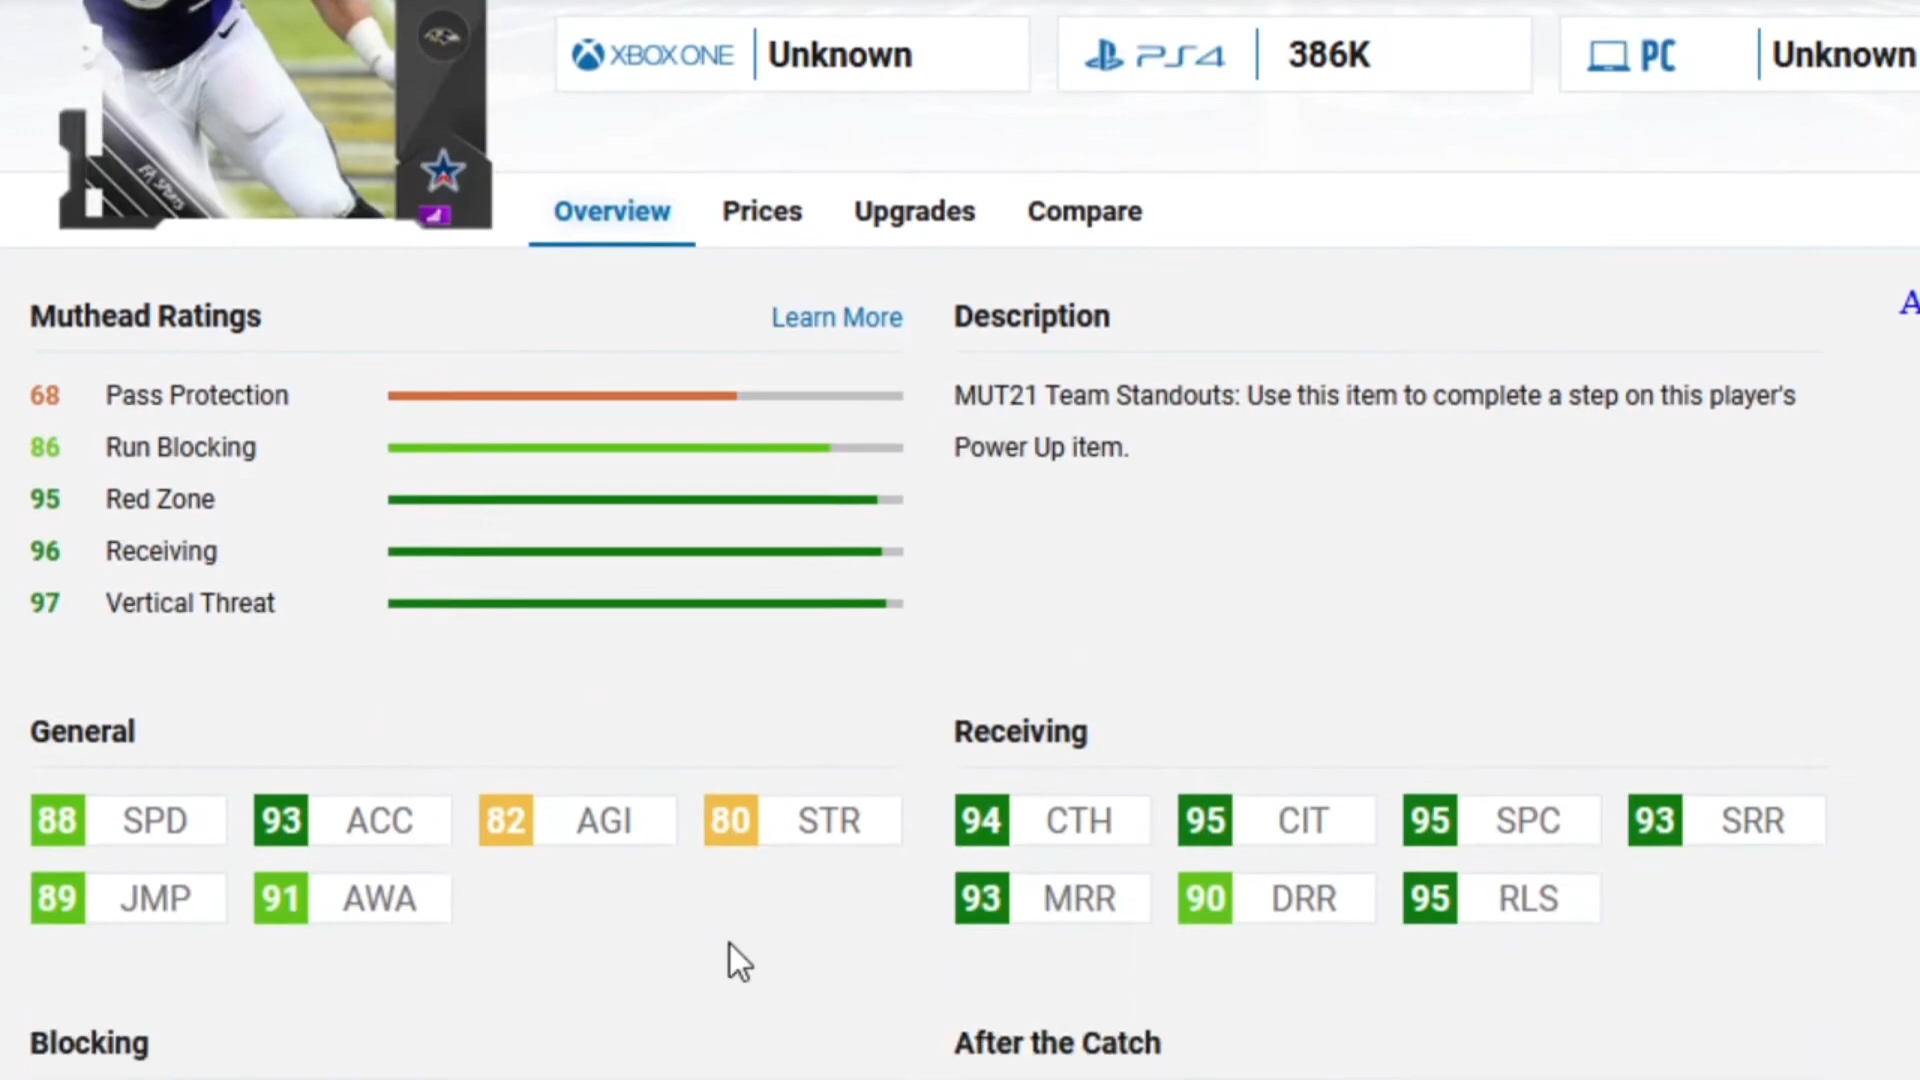 XBOX ONE Unknown
PS4 386K
PC Unknown
EA SPORTS
Overview Prices Upgrades Compare
Muthead Ratings Learn More
68 Pass Protection
86 Run Blocking
95 Red Zone
96 Receiving
97 Vertical Threat
Description
A
MUT21 Team Standouts: Use this item to complete a step on this player's
Power Up item.
General
88 SPD 93 ACC 82 AGI 80 STR
89 JMP 91 AWA
Receiving
94 CTH 95 CIT 95 SPC 93 SRR
93 MRR 90 DRR 95 RLS
Blocking
After the Catch